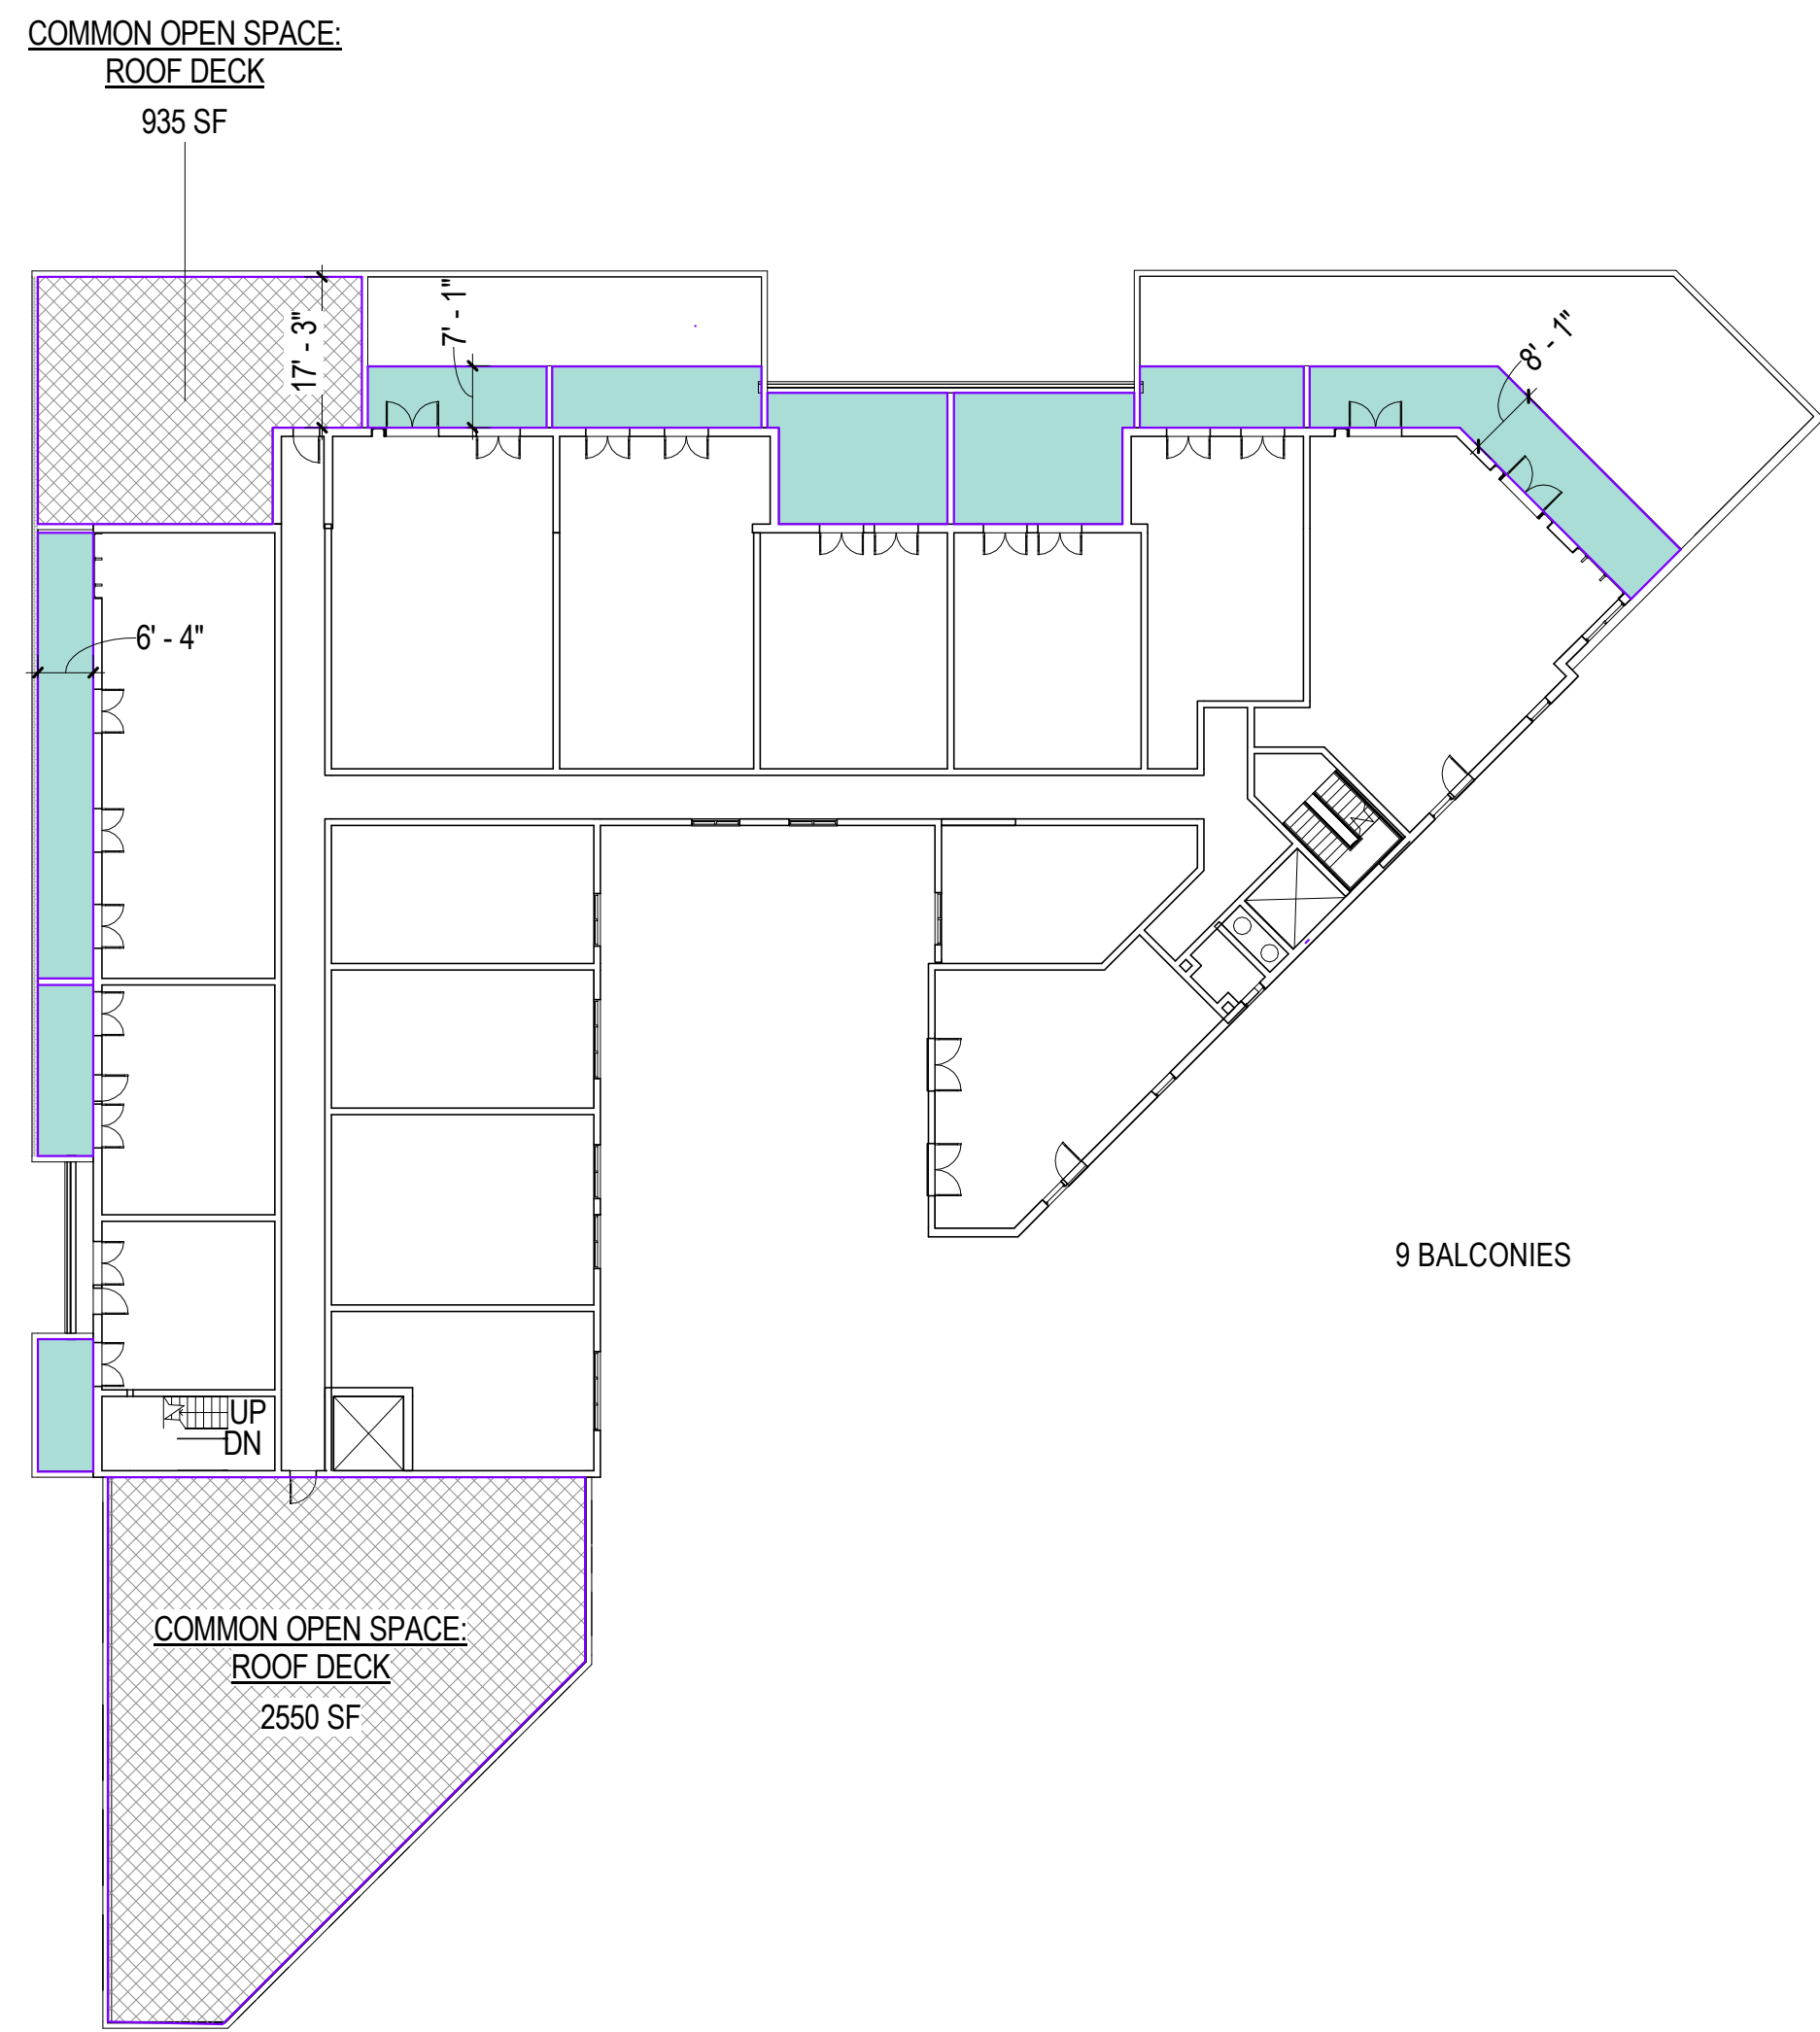 COMMON OPEN SPACE:
ROOF DECK
935 SF
17' - 3"
7' - 1"
8' - 1"
6' - 4"
9 BALCONIES
UP
DN
COMMON OPEN SPACE:
ROOF DECK
2550 SF